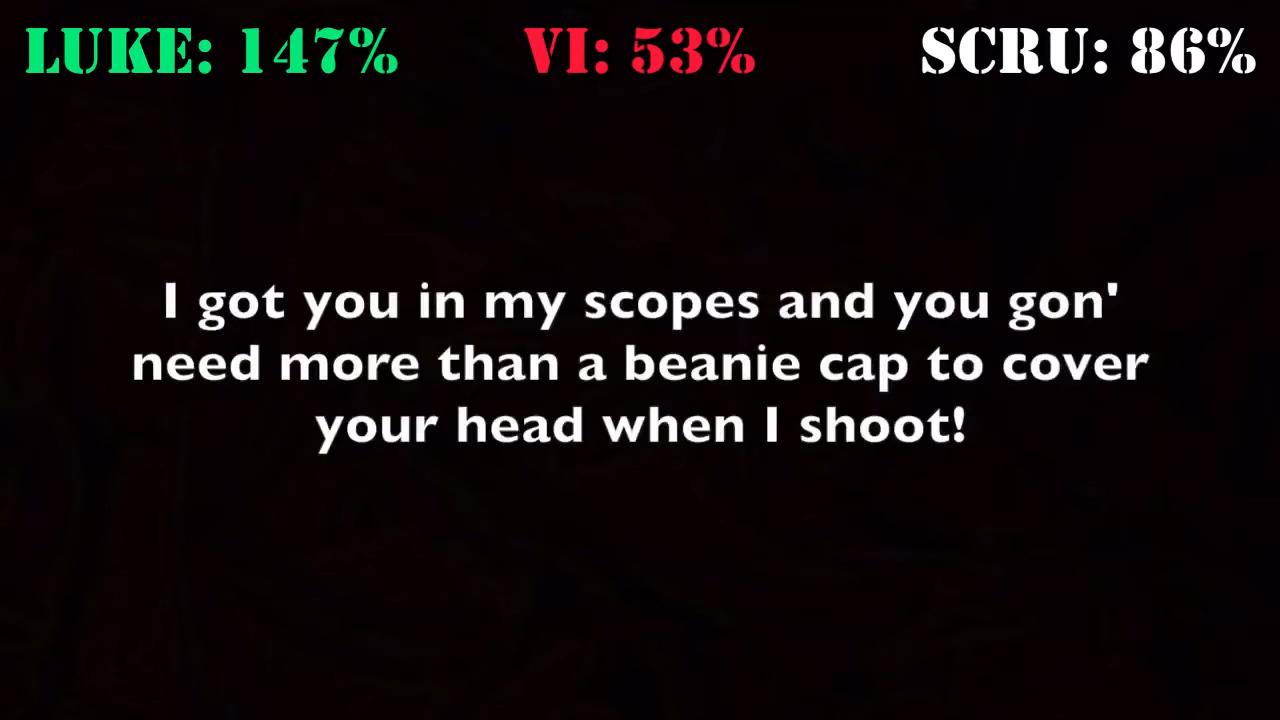 LUKE: 147% VI: 53% SCRU: 86%
I got you in my scopes and you gon'
need more than a beanie cap to cover
your head when I shoot!